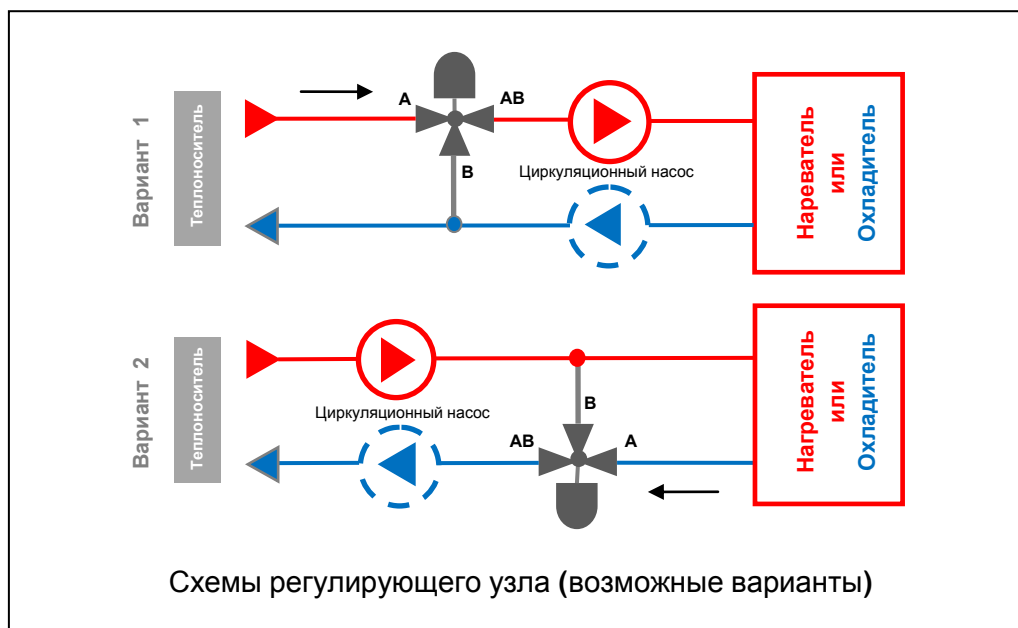 Вариант 1
Теплоноситель
A
AB
B
Циркуляционный насос
Нареватель
или
Охладитель
Вариант 2
Теплоноситель
Циркуляционный насос
B
AB
A
Нагреватель
или
Охладитель
Схемы регулирующего узла (возможные варианты)